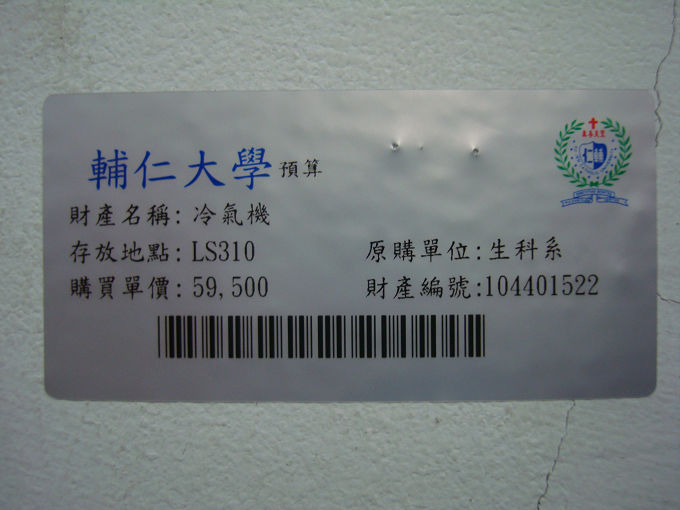 輔仁大學預算
財產名稱: 冷氣機
存放地點: LS310 原購單位: 生科系
購買單價: 59,500 財產編號:104401522